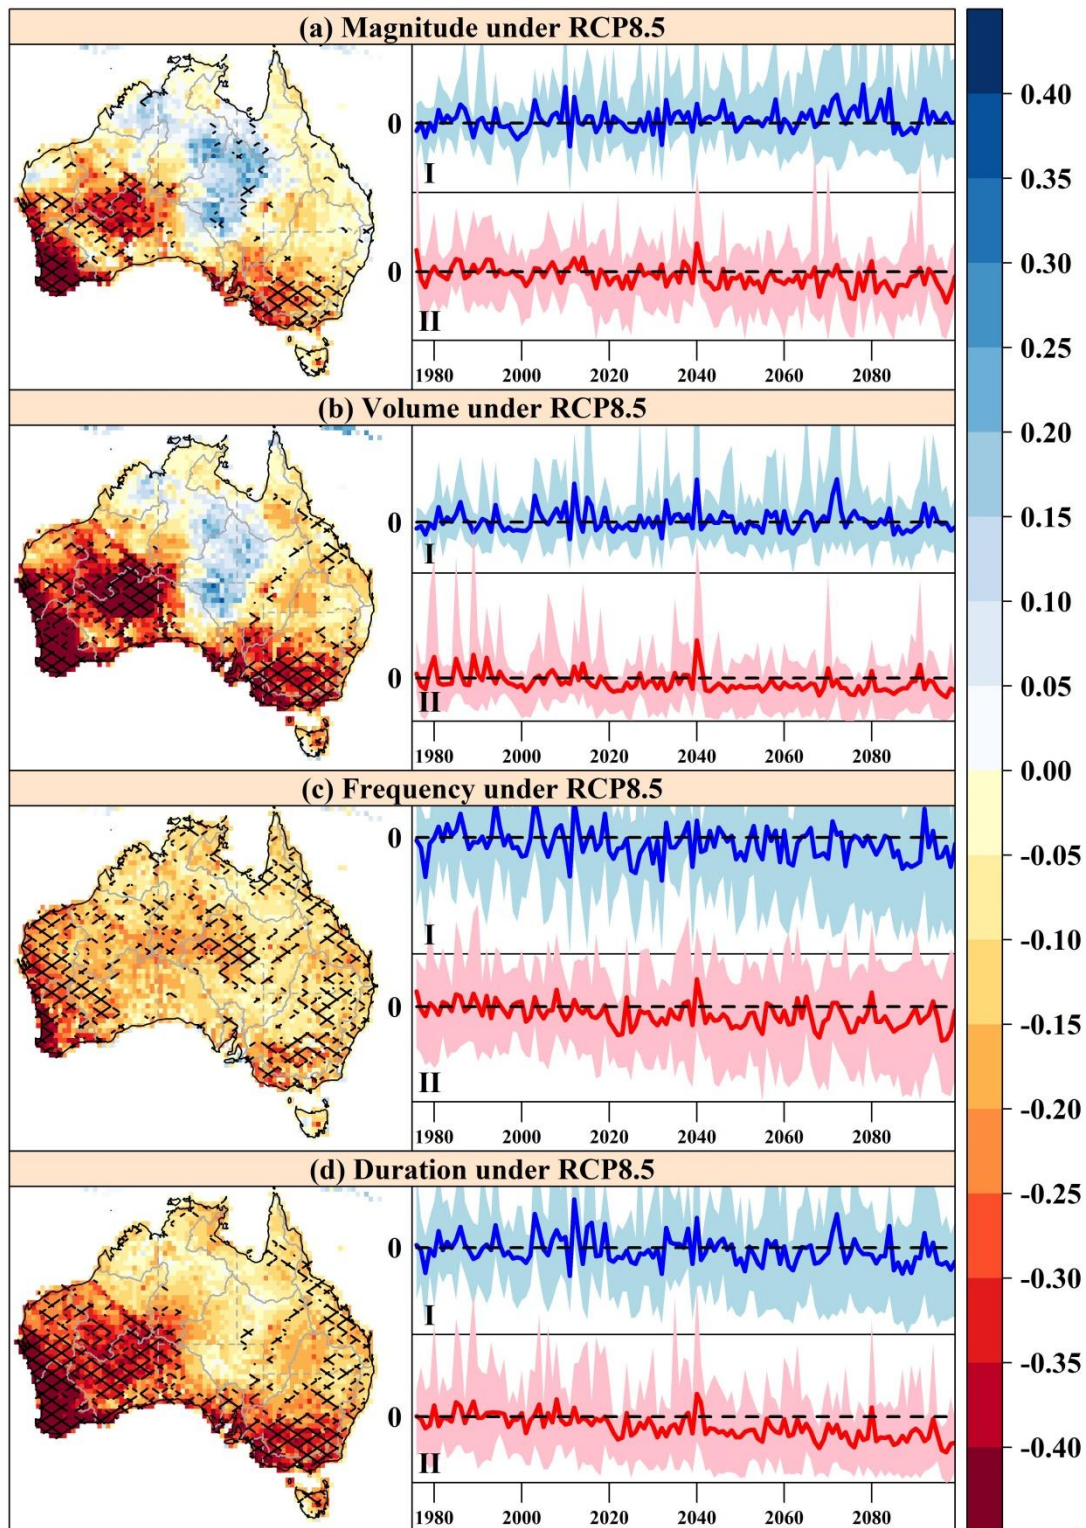 (a) Magnitude under RCP8.5
0
I
0
II
1980 2000 2020 2040 2060 2080
(b) Volume under RCP8.5
0
I
0
II
1980 2000 2020 2040 2060 2080
(c) Frequency under RCP8.5
0
I
0
II
1980 2000 2020 2040 2060 2080
(d) Duration under RCP8.5
0
I
0
II
1980 2000 2020 2040 2060 2080
0.40
0.35
0.30
0.25
0.20
0.15
0.10
0.05
0.00
-0.05
-0.10
-0.15
-0.20
-0.25
-0.30
-0.35
-0.40